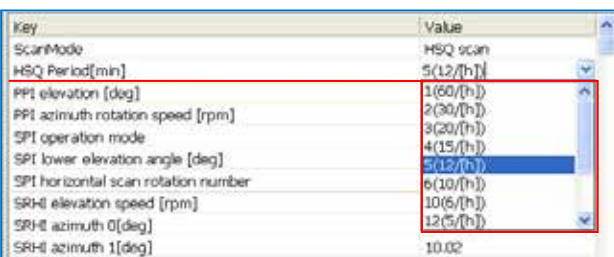 Key Value
ScanMode HSQ scan
HSQ Period[min] 5(12/[h])
PPI elevation [deg] 1(60/[h])
PPI azimuth rotation speed [rpm] 2(30/[h])
SPI operation mode 3(20/[h])
4(15/[h])
SPI lower elevation angle [deg] 5(12/[h])
SPI horizontal scan rotation number 6(10/[h])
SRHI elevation speed [rpm] 10(6/[h])
SRHI azimuth 0[deg] 12(5/[h])
SRHI azimuth 1[deg] 10.02